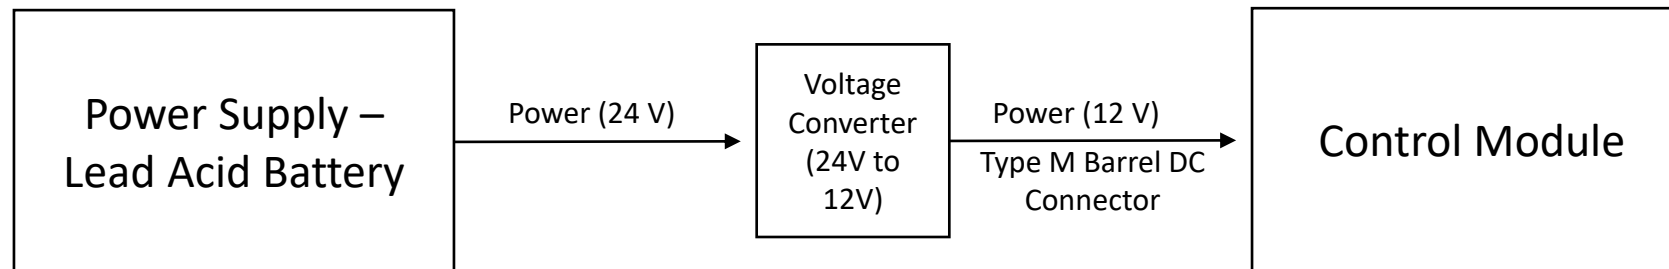 Power Supply –
Lead Acid Battery
Power (24 V)
Voltage
Converter
(24V to
12V)
Power (12 V)
Type M Barrel DC
Connector
Control Module